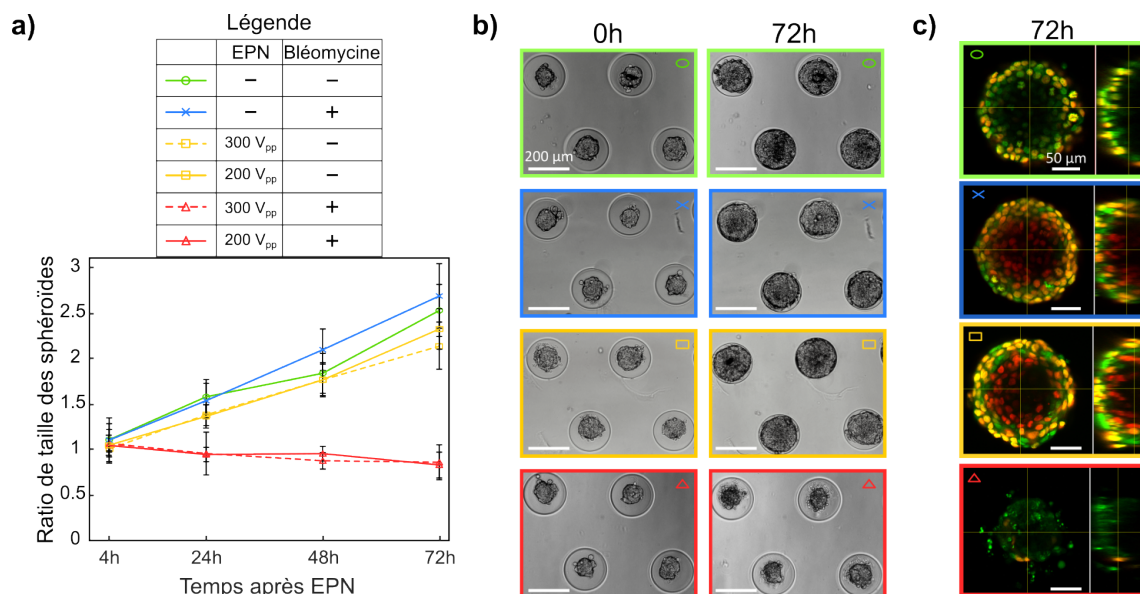 a)
Légende
EPN Bléomycine
− −
− +
300 Vpp −
200 Vpp −
300 Vpp +
200 Vpp +
Ratio de taille des sphéroïdes
3
2.5
2
1.5
1
0.5
0
4h 24h 48h 72h
Temps après EPN
b)
0h 72h
200 µm
c)
72h
50 µm